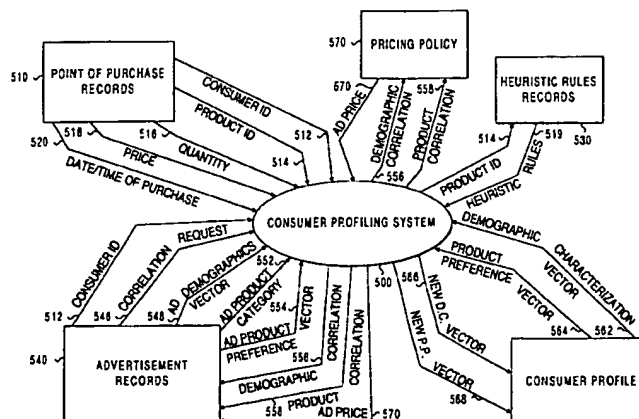 570
PRICING POLICY
510
POINT OF PURCHASE
RECORDS
HEURISTIC RULES
RECORDS
530
670
AD PRICE
DEMOGRAPHIC
CORRELATION
556
558
PRODUCT
CORRELATION
CONSUMER ID
512
PRODUCT ID
514
516
QUANTITY
518
PRICE
520
DATE/TIME OF PURCHASE
514
PRODUCT ID
519
HEURISTIC
RULES
CONSUMER PROFILING SYSTEM
500
512
CONSUMER ID
546
CORRELATION
REQUEST
548
AD DEMOGRAPHICS
VECTOR
552
AD PRODUCT
CATEGORY
554
AD PRODUCT
PREFERENCE
VECTOR
556
DEMOGRAPHIC
CORRELATION
558
PRODUCT
CORRELATION
AD PRICE
570
566
NEW D.C.
VECTOR
NEW P.P.
VECTOR
568
DEMOGRAPHIC
CHARACTERIZATION
VECTOR
562
PRODUCT
PREFERENCE
VECTOR
564
540
ADVERTISEMENT
RECORDS
CONSUMER PROFILE